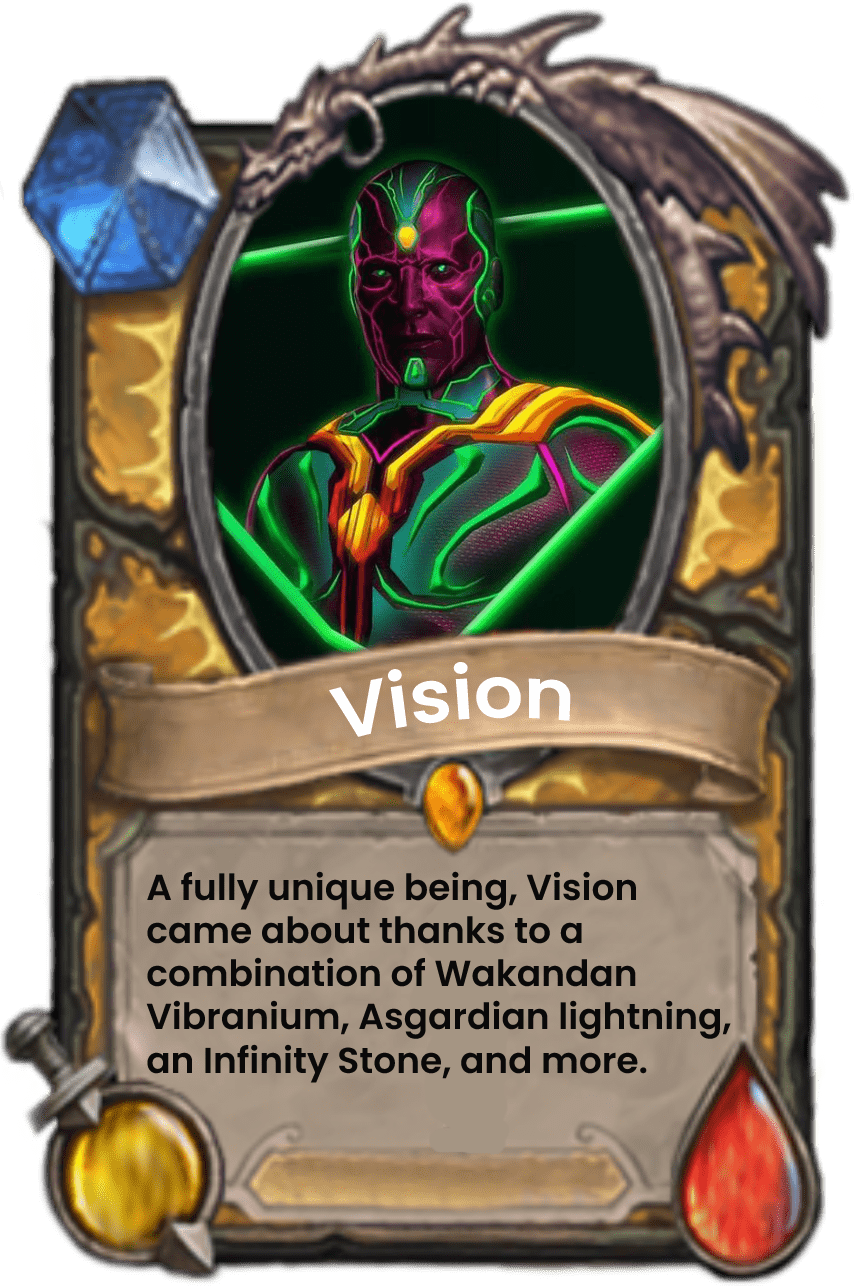 Vision
A fully unique being, Vision
came about thanks to a
combination of Wakandan
Vibranium, Asgardian lightning,
an Infinity Stone, and more.